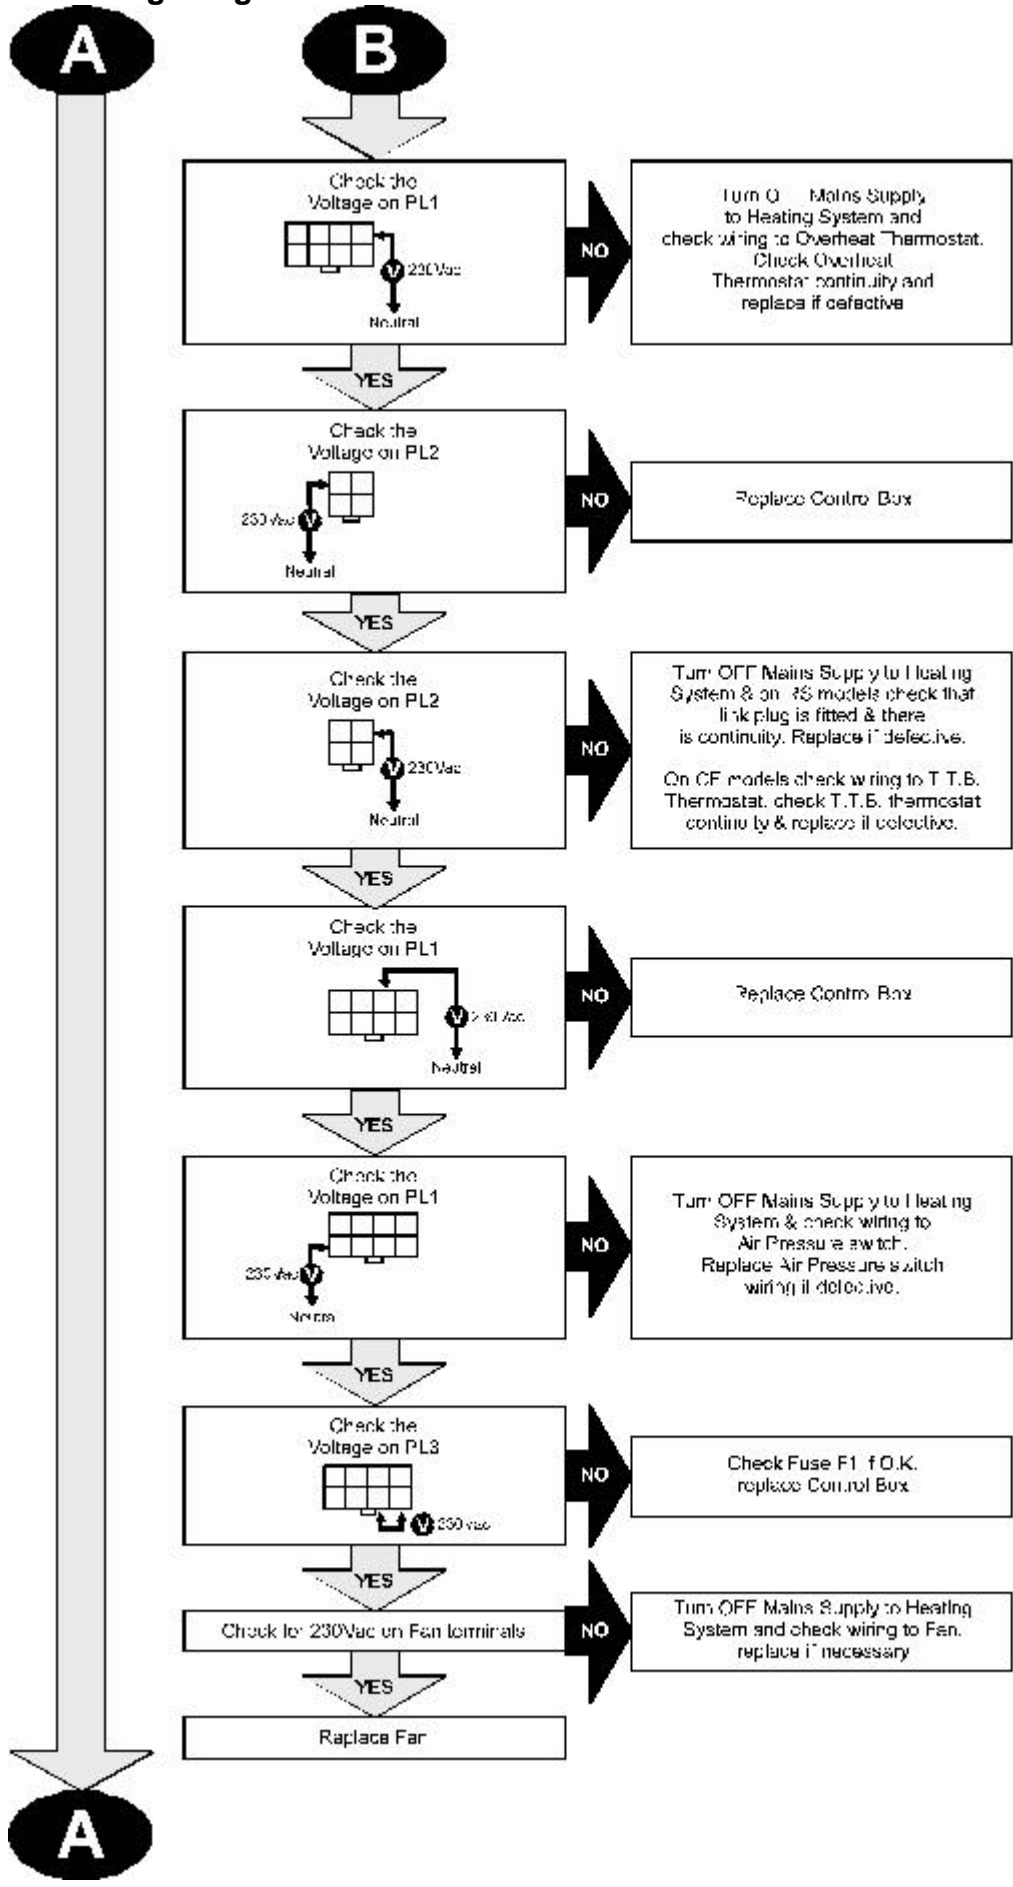 A
B
Check the
Voltage on PL1
230Vac
Neutral
NO
Mains Supply
to Heating System and
check wiring to Overheat Thermostat.
Check Overheat
Thermostat continuity and
replace if defective
YES
Check the
Voltage on PL2
230Vac
Neutral
NO
Replace Control Box
YES
Check the
Voltage on PL2
230Vac
Neutral
NO
Turn OFF Mains Supply to Heating
System & on RS models check that
link plug is fitted & there
is continuity. Replace if defective.
On CF models check wiring to T.T.B.
Thermostat, check T.T.B. thermostat
continuity & replace if defective.
YES
Check the
Voltage on PL1
230Vac
Neutral
NO
Replace Control Box
YES
Check the
Voltage on PL1
230Vac
Neutral
NO
Turn OFF Mains Supply to Heating
System & check wiring to
Air Pressure switch.
Replace Air Pressure switch
wiring if defective.
YES
Check the
Voltage on PL3
230Vac
NO
Check Fuse F1 if O.K.
replace Control Box
YES
Check for 230Vac on Fan terminals
NO
Turn OFF Mains Supply to Heating
System and check wiring to Fan.
replace if necessary
YES
Replace Fan
A